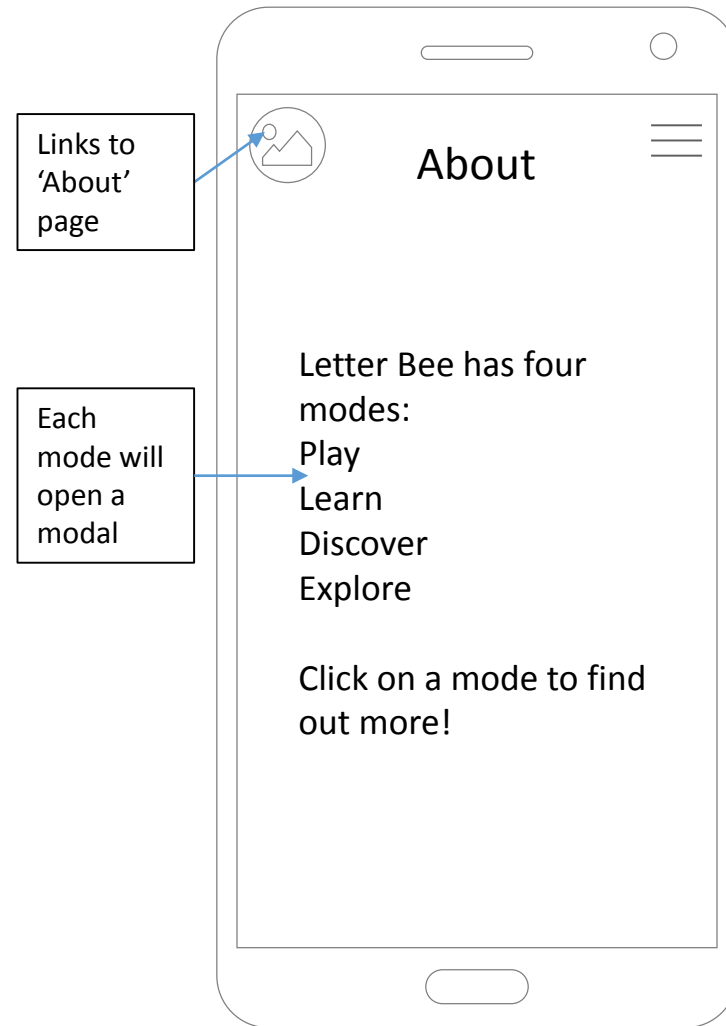 Links to
‘About’
page
About
Each
mode will
open a
modal
Letter Bee has four
modes:
Play
Learn
Discover
Explore
Click on a mode to find
out more!